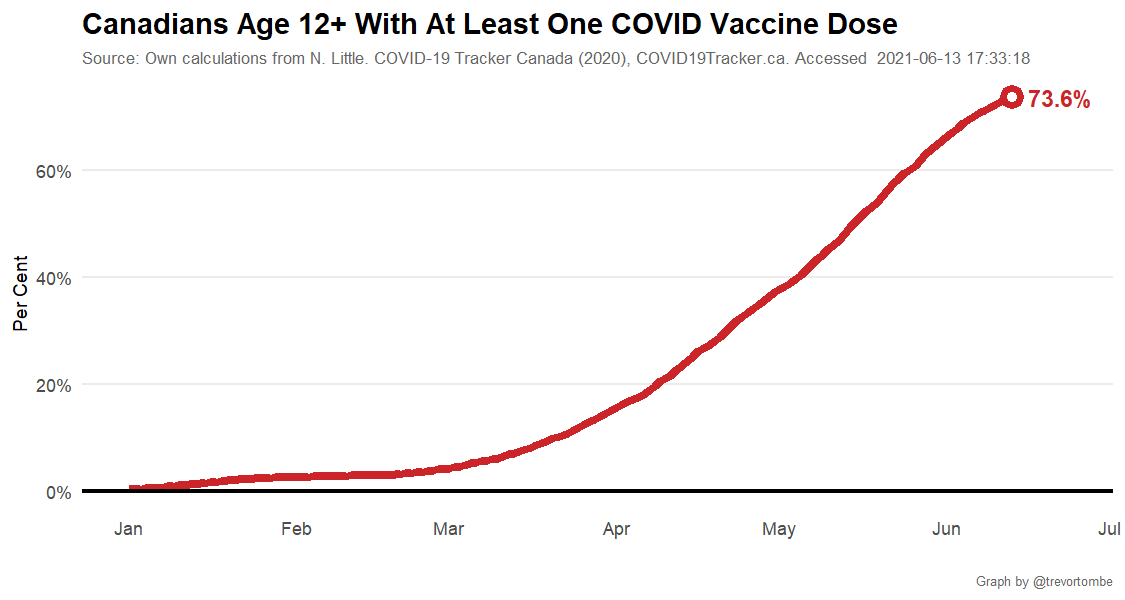 Canadians Age 12+ With At Least One COVID Vaccine Dose
Source: Own calculations from N. Little. COVID-19 Tracker Canada (2020), COVID19Tracker.ca. Accessed  2021-06-13 17:33:18
73.6%
60%
40%
20%
0%
Per Cent
Jan Feb Mar Apr May Jun Jul
Graph by @trevortombe